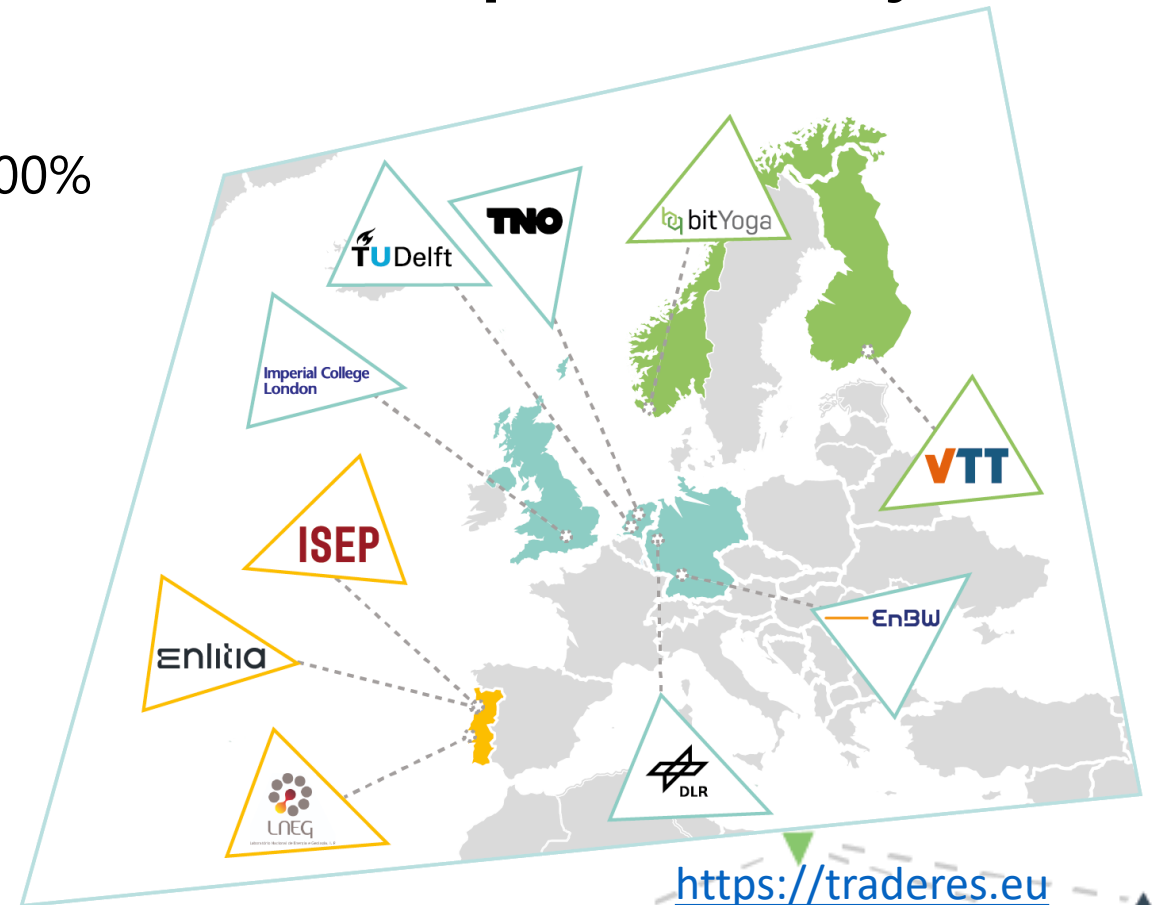 00%
TNO
bitYoga
TUDelft
Imperial College
London
VTT
ISEP
EnBW
enlitia
DLR
LNEG
https://traderes.eu